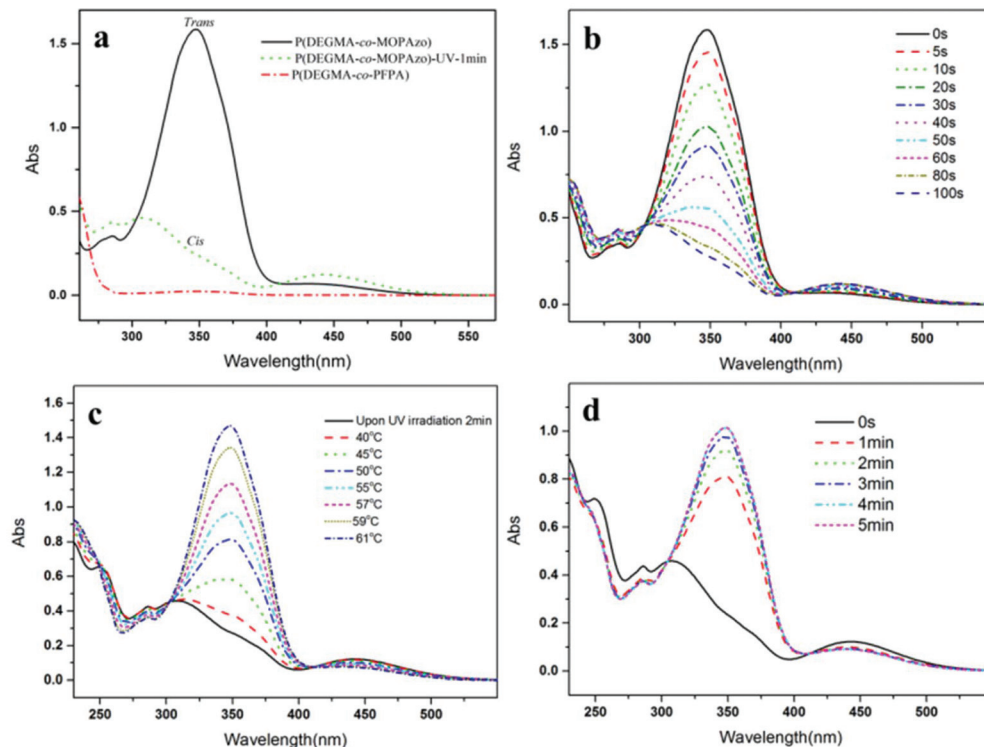 a
Trans
P(DEGMA-co-MOPAzo)
P(DEGMA-co-MOPAzo)-UV-1min
P(DEGMA-co-PFPA)
Cis
Abs
1.5
1.0
0.5
0.0
300 350 400 450 500 550
Wavelength(nm)
b
0s
5s
10s
20s
30s
40s
50s
60s
80s
100s
Abs
1.5
1.0
0.5
0.0
250 300 350 400 450 500
Wavelength(nm)
c
Upon UV irradiation 2min
40°C
45°C
50°C
55°C
57°C
59°C
61°C
Abs
1.6
1.4
1.2
1.0
0.8
0.6
0.4
0.2
0.0
250 300 350 400 450 500
Wavelength(nm)
d
0s
1min
2min
3min
4min
5min
Abs
1.0
0.8
0.6
0.4
0.2
0.0
250 300 350 400 450 500
Wavelength(nm)